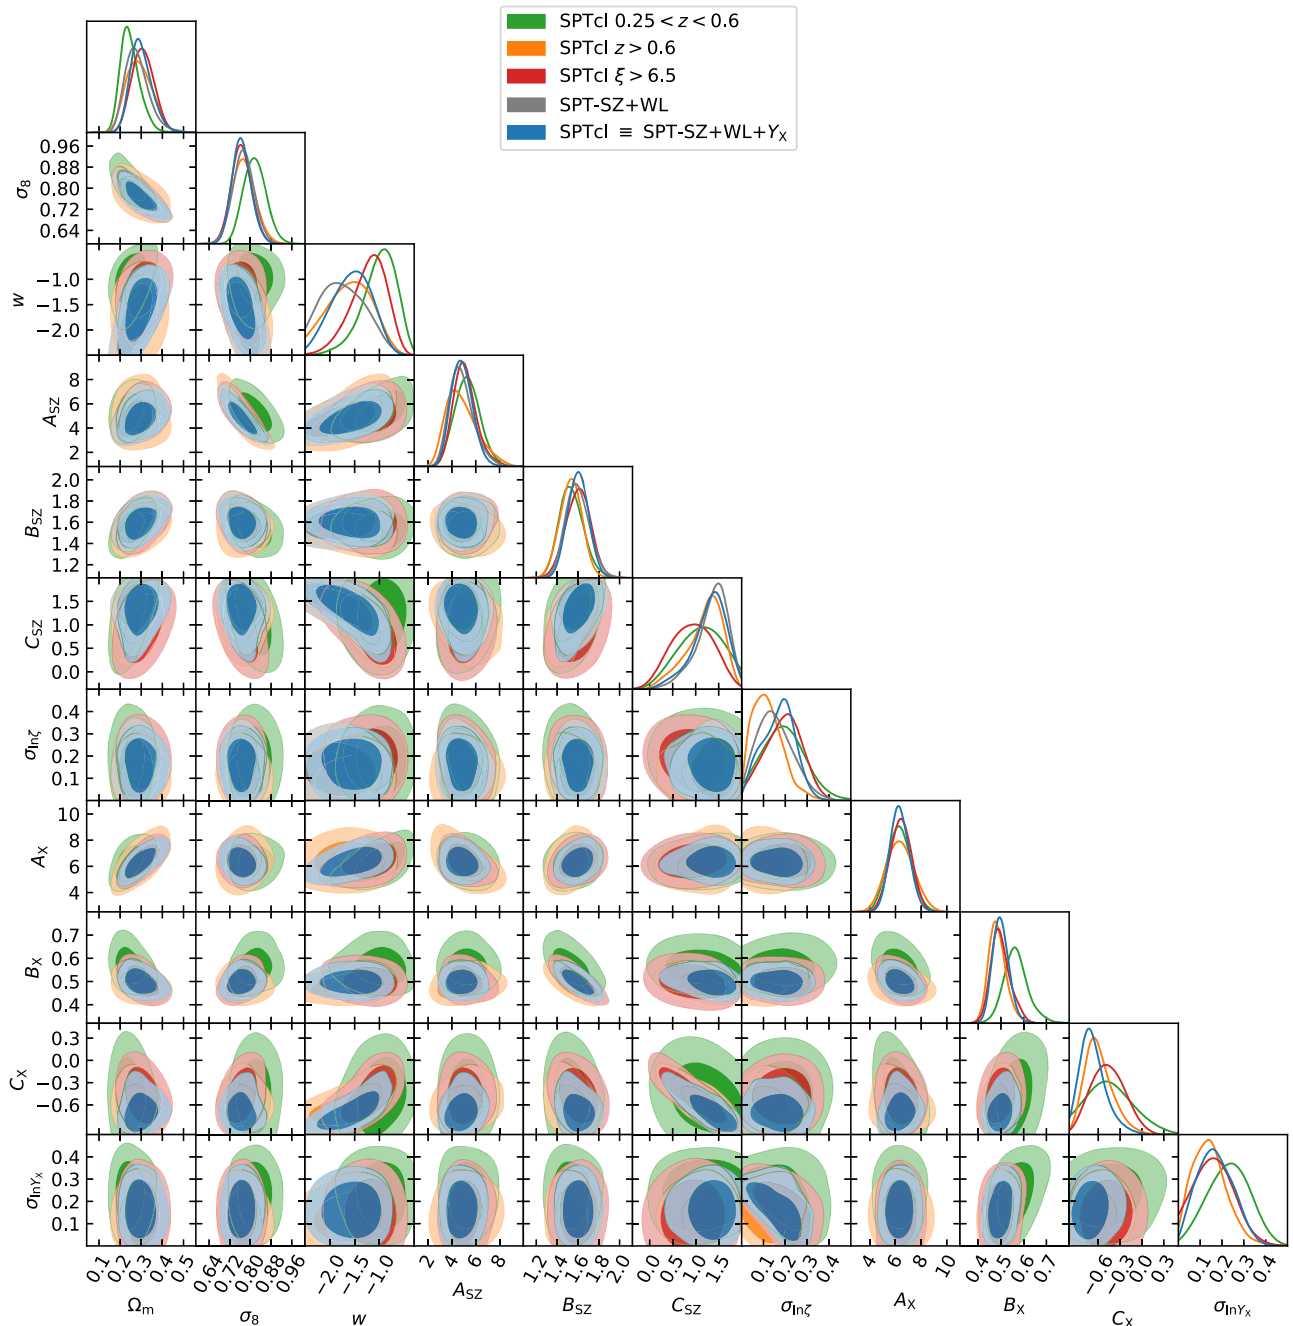 SPTcl 0.25 < z < 0.6
SPTcl z > 0.6
SPTcl ξ > 6.5
SPT-SZ+WL
SPTcl ≡ SPT-SZ+WL+Y_X
0.96
0.88
0.80
0.72
0.64
σ_8
−1.0
−1.5
−2.0
w
8
6
4
2
A_SZ
2.0
1.8
1.6
1.4
1.2
B_SZ
1.5
1.0
0.5
0.0
C_SZ
0.4
0.3
0.2
0.1
σ_lnζ
10
8
6
4
A_X
0.7
0.6
0.5
0.4
B_X
0.3
0.0
−0.3
−0.6
C_X
0.4
0.3
0.2
0.1
σ_lnY_X
0.1 0.2 0.3 0.4 0.5
0.64 0.72 0.80 0.88 0.96
−2.0 −1.5 −1.0
2 4 6 8
1.2 1.4 1.6 1.8 2.0
0.0 0.5 1.0 1.5
0.1 0.2 0.3 0.4
4 6 8 10
0.4 0.5 0.6 0.7
−0.6 −0.3 0.0 0.3
0.1 0.2 0.3 0.4
Ω_m σ_8 w A_SZ B_SZ C_SZ σ_lnζ A_X B_X C_X σ_lnY_X